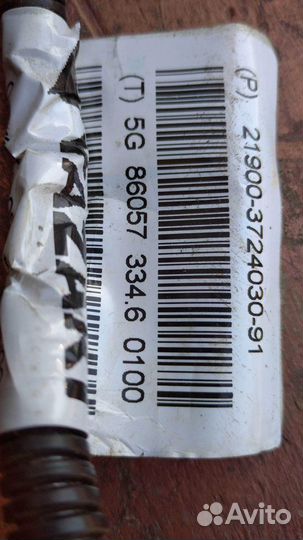 (P) 21900-3724030-91
(T) 5G 86057 334.6 0100
Avito